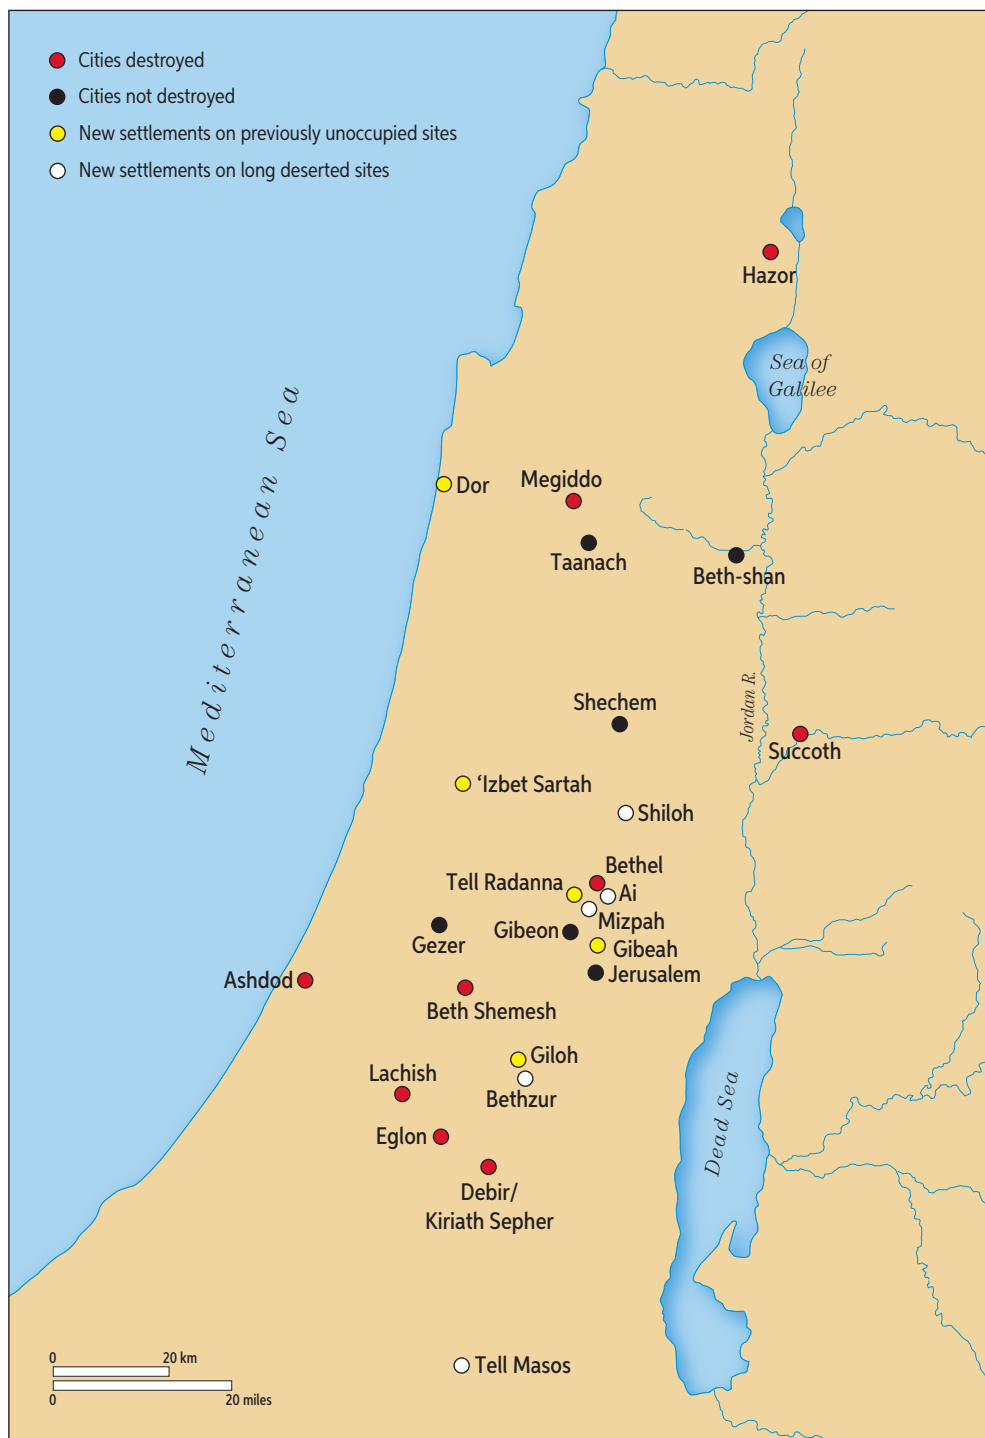 Cities destroyed
Cities not destroyed
New settlements on previously unoccupied sites
New settlements on long deserted sites
Hazor
Sea of
Galilee
Mediterranean Sea
Dor
Megiddo
Taanach
Beth-shan
Shechem
Jordan R.
Succoth
‘Izbet Sartah
Shiloh
Bethel
Tell Radanna
Ai
Mizpah
Gibeon
Gezer
Gibeah
Jerusalem
Ashdod
Beth Shemesh
Giloh
Lachish
Bethzur
Dead Sea
Eglon
Debir/
Kiriath Sepher
0 20 km
0 20 miles
Tell Masos